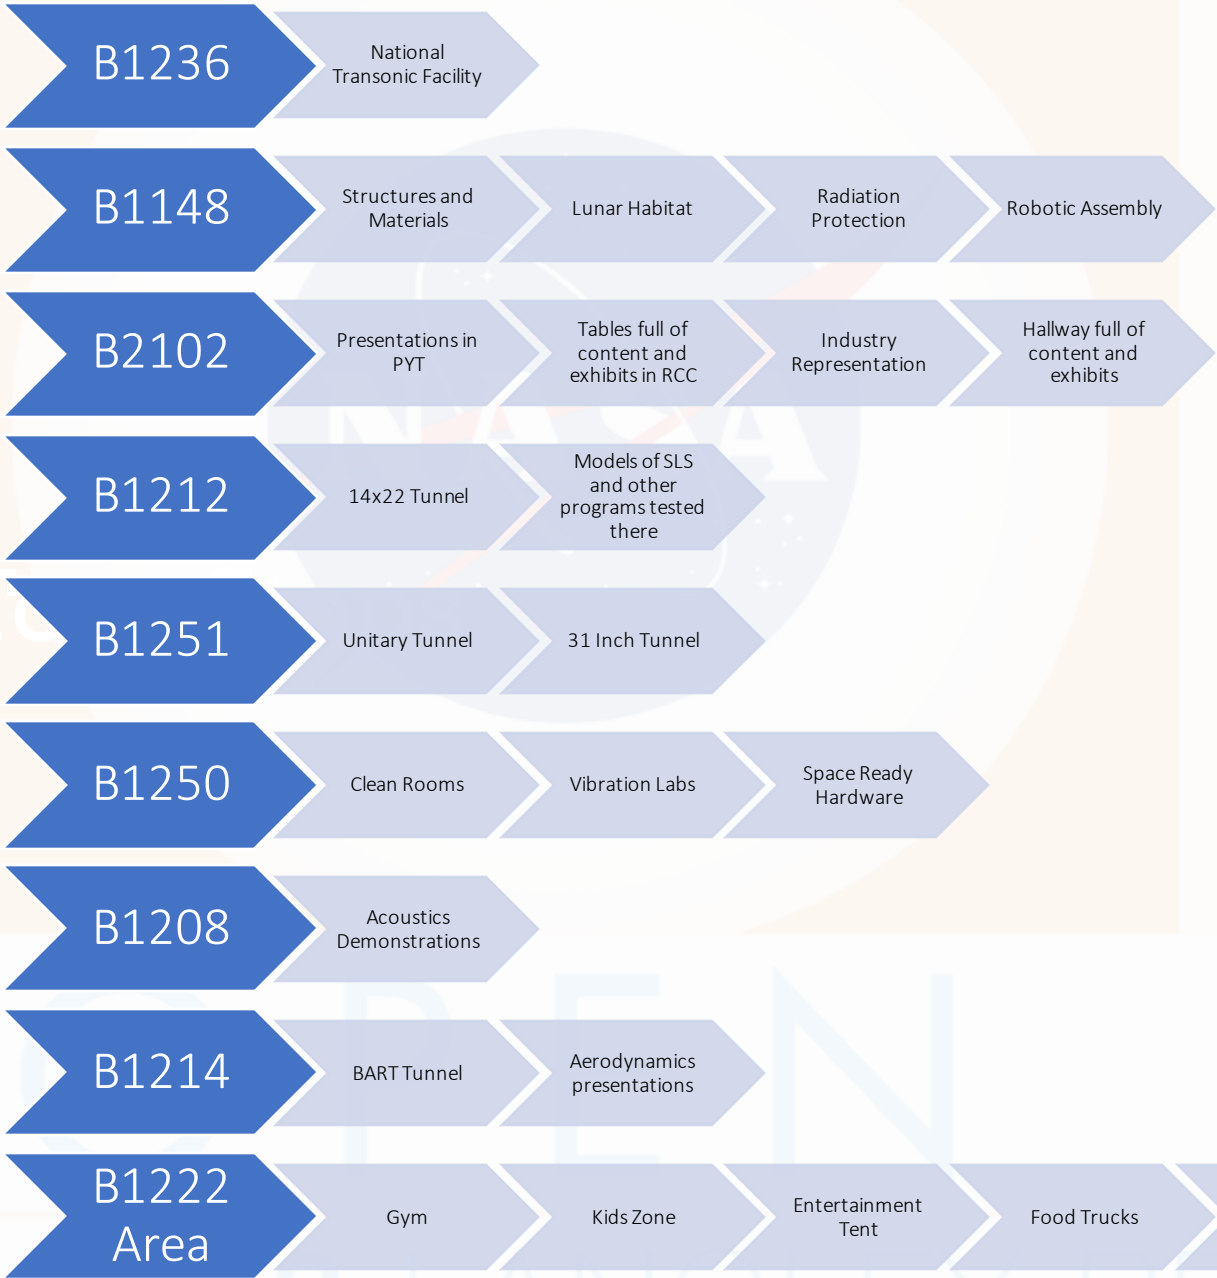 B1236
National
Transonic Facility
B1148
Structures and
Materials
Lunar Habitat
Radiation
Protection
Robotic Assembly
B2102
Presentations in
PYT
Tables full of
content and
exhibits in RCC
Industry
Representation
Hallway full of
content and
exhibits
B1212
14x22 Tunnel
Models of SLS
and other
programs tested
there
B1251
Unitary Tunnel
31 Inch Tunnel
B1250
Clean Rooms
Vibration Labs
Space Ready
Hardware
B1208
Acoustics
Demonstrations
B1214
BART Tunnel
Aerodynamics
presentations
B1222
Area
Gym
Kids Zone
Entertainment
Tent
Food Trucks
NASA
OPEN